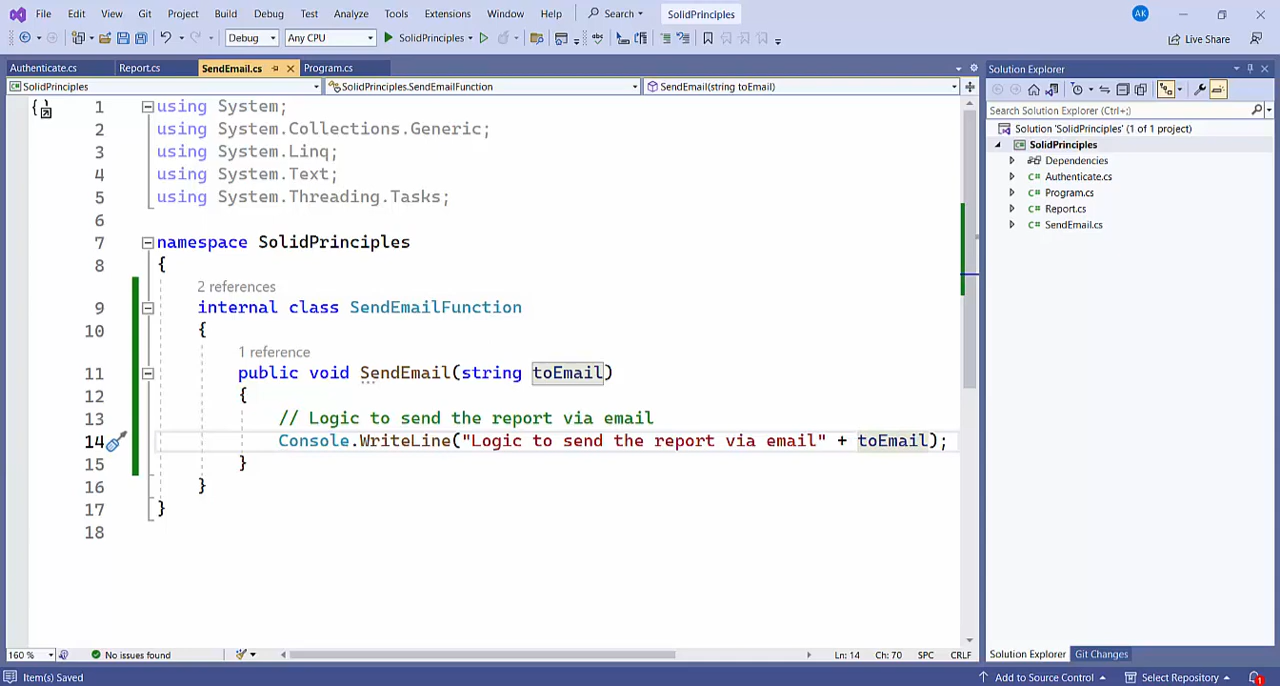 File Edit View Git Project Build Debug Test Analyze Tools Extensions Window Help Search SolidPrinciples AK
Debug Any CPU SolidPrinciples Live Share
Authenticate.cs Report.cs SendEmail.cs Program.cs
SolidPrinciples SolidPrinciples.SendEmailFunction SendEmail(string toEmail)
1 using System;
2 using System.Collections.Generic;
3 using System.Linq;
4 using System.Text;
5 using System.Threading.Tasks;
6
7 namespace SolidPrinciples
8 {
2 references
9 internal class SendEmailFunction
10 {
1 reference
11 public void SendEmail(string toEmail)
12 {
13 // Logic to send the report via email
14 Console.WriteLine("Logic to send the report via email" + toEmail);
15 }
16 }
17 }
18
160 % No issues found Ln: 14 Ch: 70 SPC CRLF
Solution Explorer
Search Solution Explorer (Ctrl+;)
Solution 'SolidPrinciples' (1 of 1 project)
SolidPrinciples
Dependencies
C# Authenticate.cs
C# Program.cs
C# Report.cs
C# SendEmail.cs
Solution Explorer Git Changes
Item(s) Saved Add to Source Control Select Repository 1